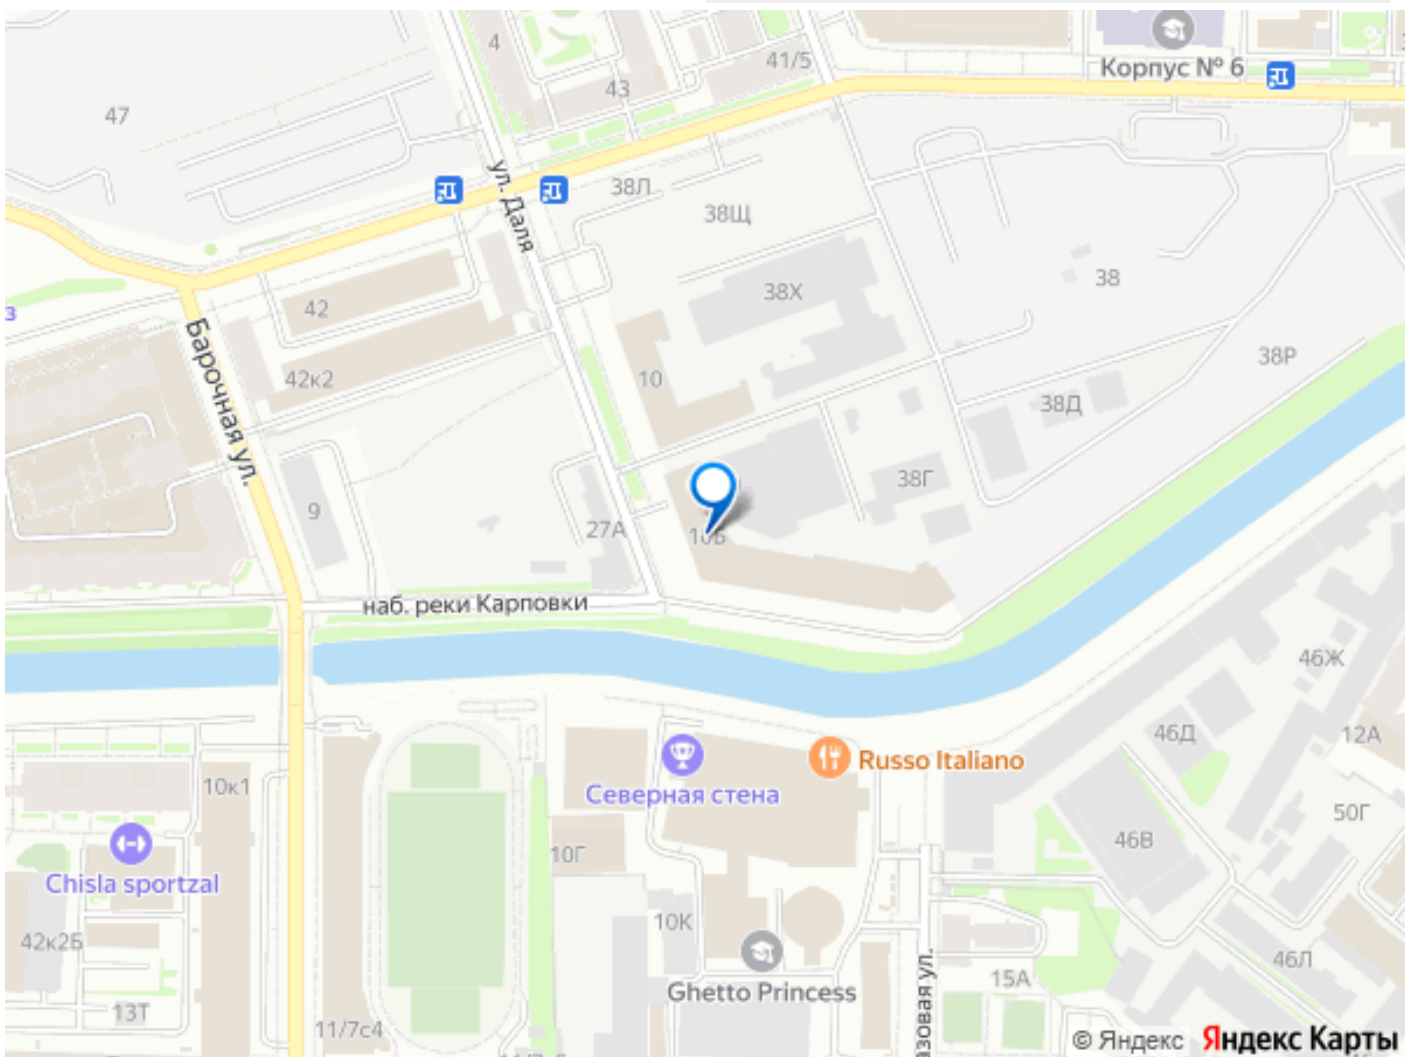 4
41/5
Корпус № 6
43
47
ул. Даля
38Л
38Щ
38Х
38
42
3
Барочная ул.
42к2
10
38Р
38Д
38Г
9
27А
10Б
наб. реки Карповки
46Ж
46Д
12А
Russo Italiano
Северная стена
10к1
50Г
46В
10Г
Chisla sportzal
10К
42к2Б
46Л
15А
Ghetto Princess
13Т
11/7с4
© Яндекс Яндекс Карты